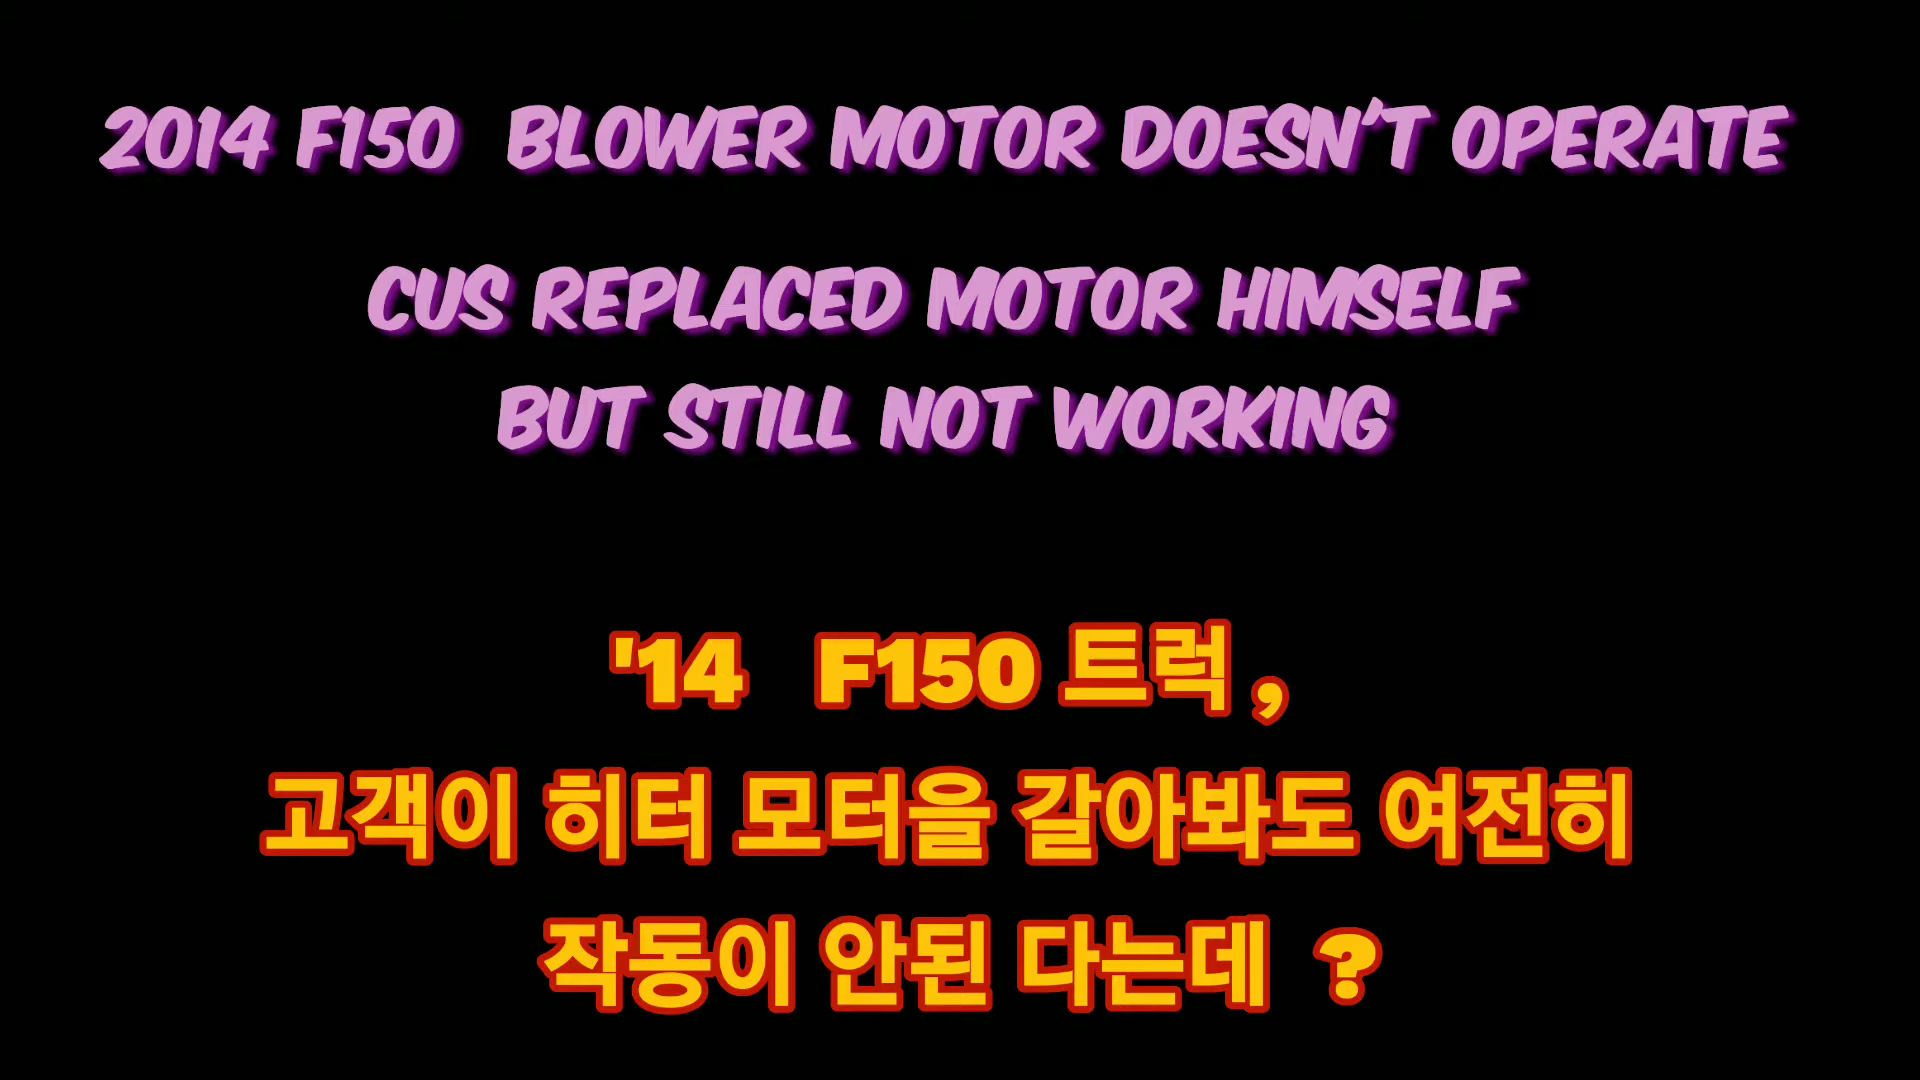 2014 F150 BLOWER MOTOR DOESN'T OPERATE
CUS REPLACED MOTOR HIMSELF
BUT STILL NOT WORKING
'14 F150 트럭 ,
고객이 히터 모터을 갈아봐도 여전히
작동이 안된 다는데 ?